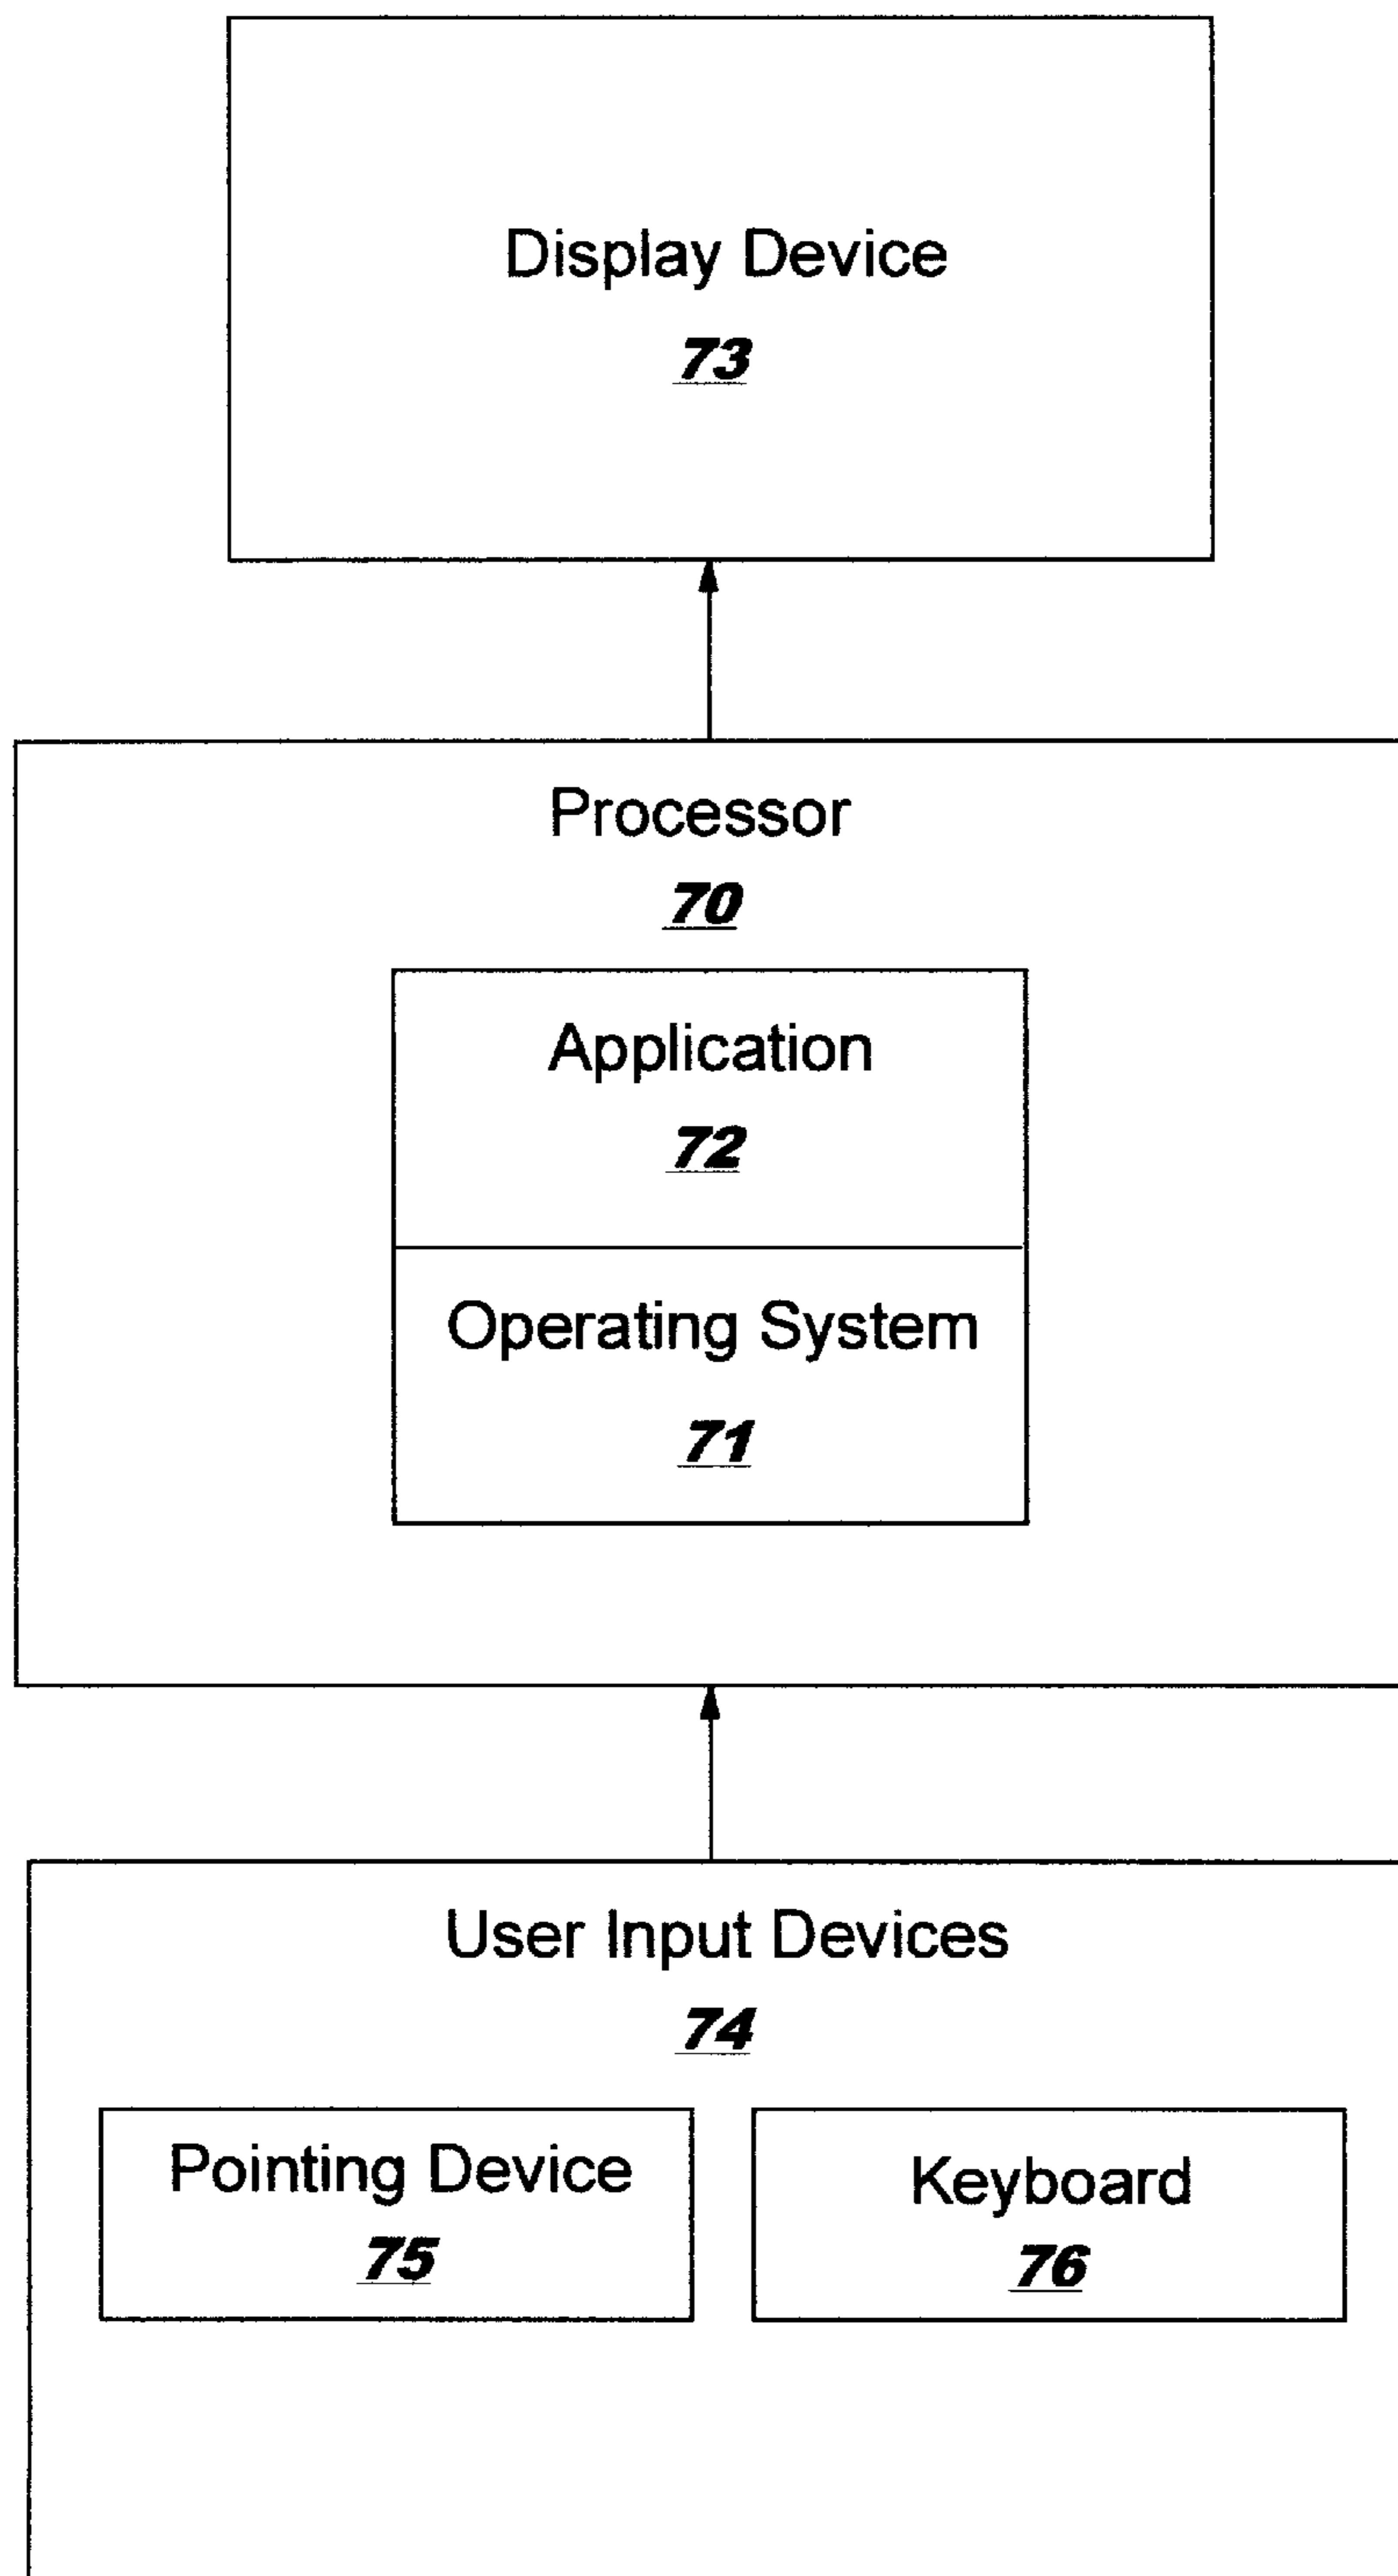 Display Device
73
Processor
70
Application
72
Operating System
71
User Input Devices
74
Pointing Device
75
Keyboard
76